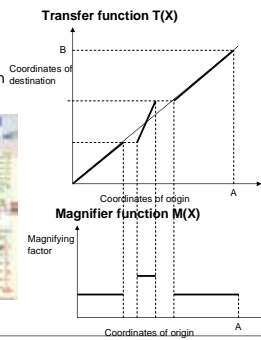 Transfer function T(X)
B
Coordinates of
destination
n
Coordinates of origin
A
Magnifier function M(X)
Magnifying
factor
Coordinates of origin
A